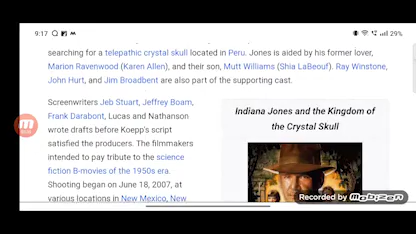 9:17
29%
searching for a telepathic crystal skull located in Peru. Jones is aided by his former lover,
Marion Ravenwood (Karen Allen), and their son, Mutt Williams (Shia LaBeouf). Ray Winstone,
John Hurt, and Jim Broadbent are also part of the supporting cast.
Screenwriters Jeb Stuart, Jeffrey Boam,
Frank Darabont, Lucas and Nathanson
wrote drafts before Koepp's script
satisfied the producers. The filmmakers
intended to pay tribute to the science
fiction B-movies of the 1950s era.
Shooting began on June 18, 2007, at
various locations in New Mexico, New
Indiana Jones and the Kingdom of
the Crystal Skull
Recorded by Mobizen